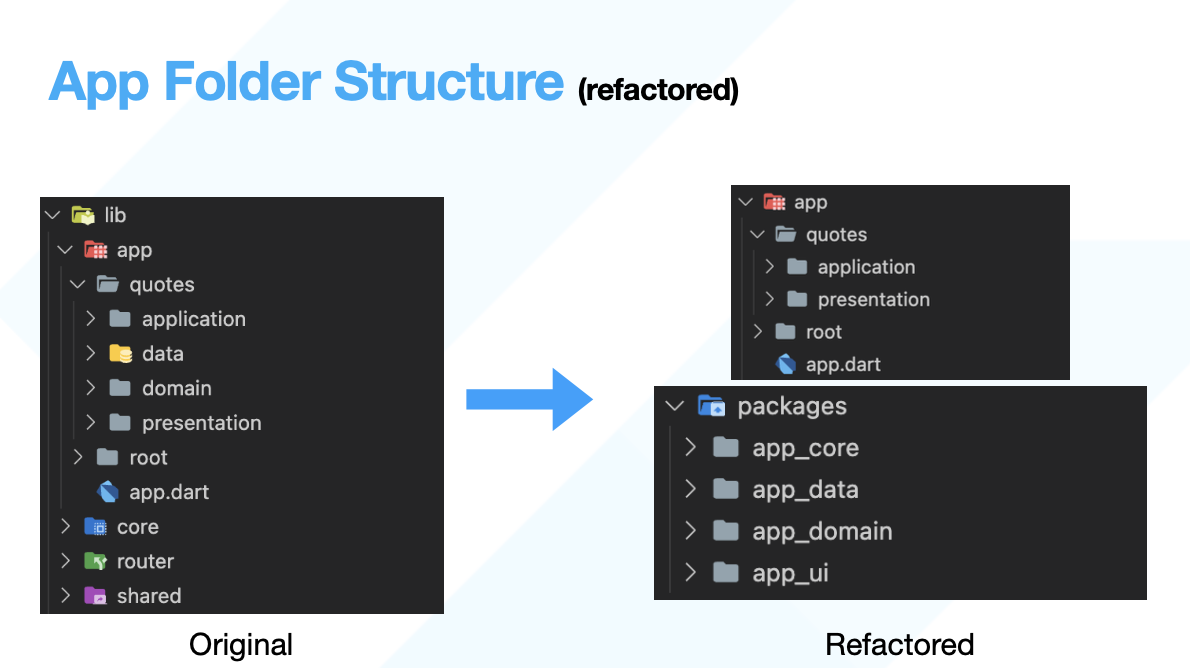 App Folder Structure (refactored)
lib
app
quotes
application
data
domain
presentation
root
app.dart
core
router
shared
Original
app
quotes
application
presentation
root
app.dart
packages
app_core
app_data
app_domain
app_ui
Refactored